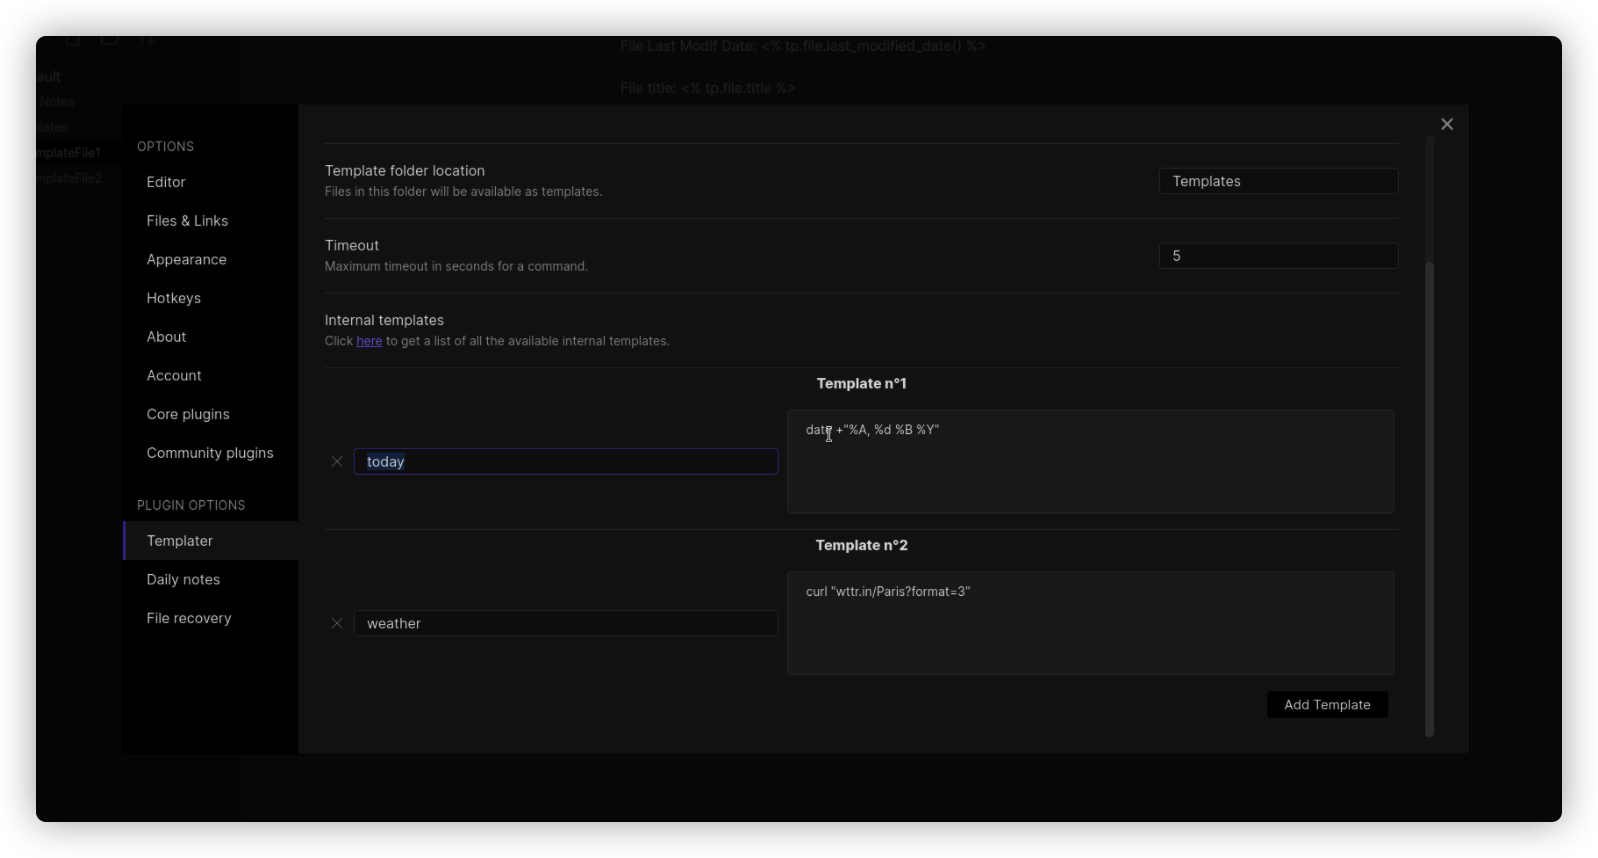 File Last Modif Date: <% tp.file.last_modified_date() %>
File title: <% tp.file.title %>
ault
Notes
plates
mplateFile1
mplateFile2
OPTIONS
Editor
Files & Links
Appearance
Hotkeys
About
Account
Core plugins
Community plugins
PLUGIN OPTIONS
Templater
Daily notes
File recovery
Template folder location
Files in this folder will be available as templates.
Templates
Timeout
Maximum timeout in seconds for a command.
5
Internal templates
Click here to get a list of all the available internal templates.
Template n°1
today
date +"%A, %d %B %Y"
Template n°2
weather
curl "wttr.in/Paris?format=3"
Add Template